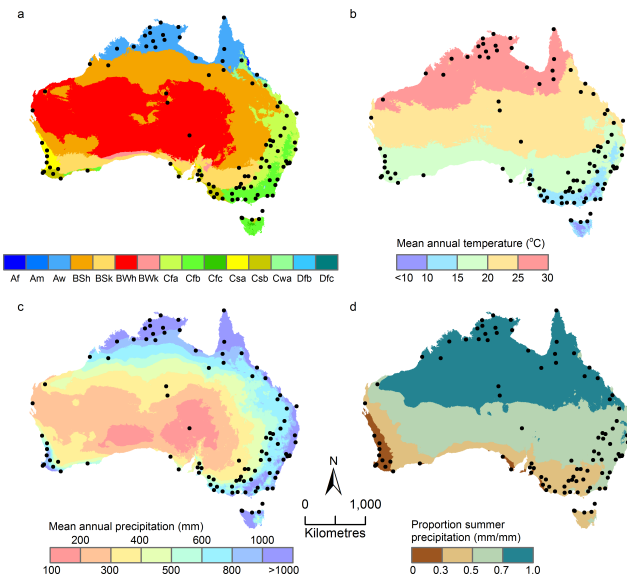 a
b
Af Am Aw BSh BSk BWh BWk Cfa Cfb Cfc Csa Csb Cwa Dfb Dfc
Mean annual temperature (°C)
<10 10 15 20 25 30
c
d
N
0 1,000
Kilometres
Mean annual precipitation (mm)
200 400 600 1000
100 300 500 800 >1000
Proportion summer
precipitation (mm/mm)
0 0.3 0.5 0.7 1.0